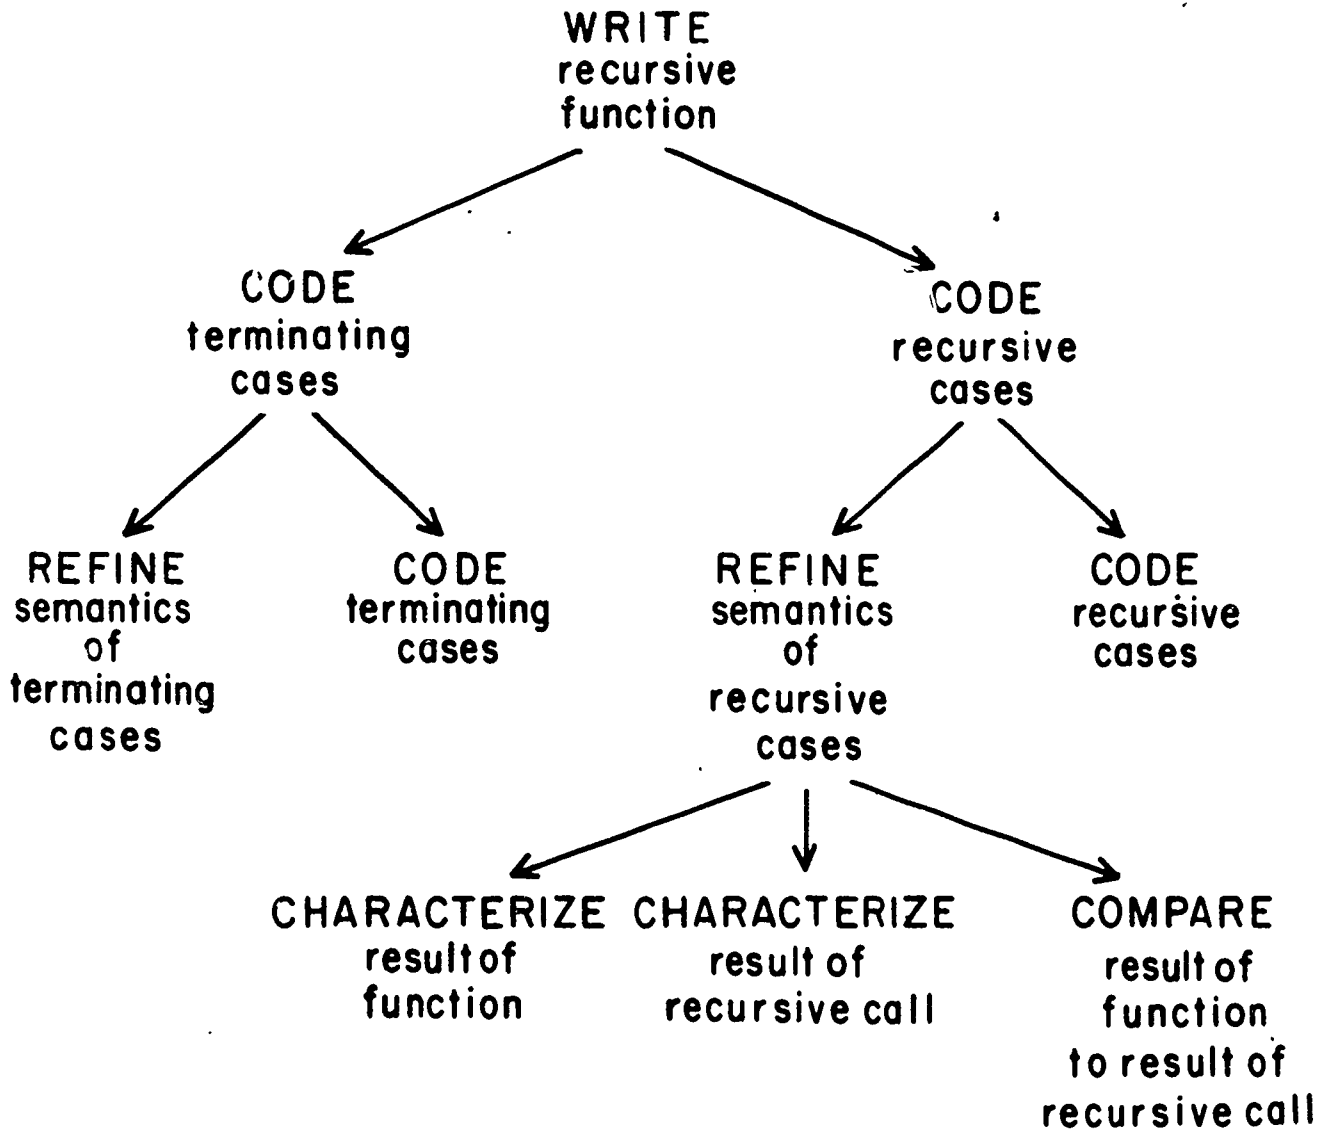 WRITE
recursive
function
CODE
terminating
cases
CODE
recursive
cases
REFINE
semantics
of
terminating
cases
CODE
terminating
cases
REFINE
semantics
of
recursive
cases
CODE
recursive
cases
CHARACTERIZE
result of
function
CHARACTERIZE
result of
recursive call
COMPARE
result of
function
to result of
recursive call